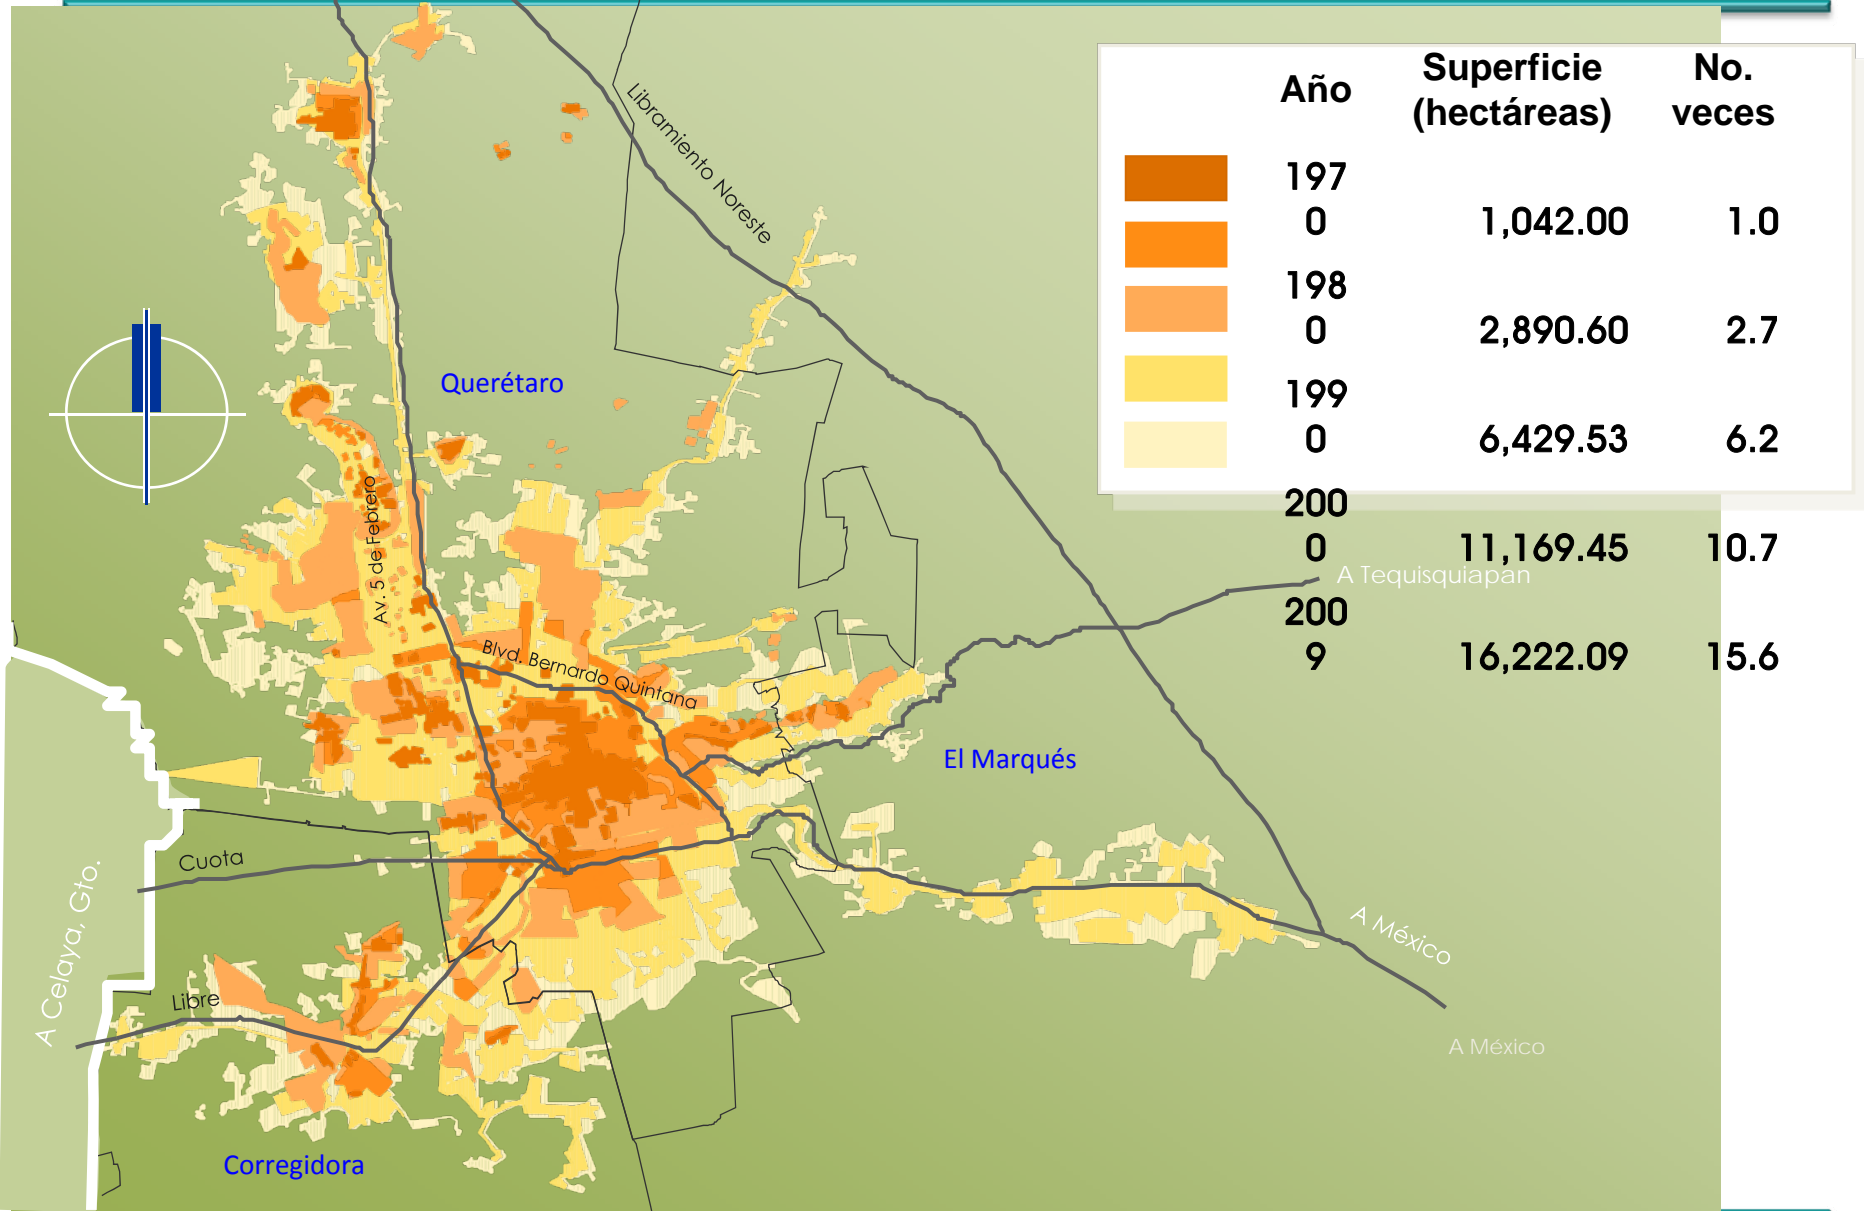 Año
Superficie
(hectáreas)
No.
veces
197
0 1,042.00 1.0
198
0 2,890.60 2.7
199
0 6,429.53 6.2
200
0 11,169.45 10.7
200
9 16,222.09 15.6
Libramiento Noreste
Querétaro
Av. 5 de Febrero
A Tequisquiapan
Blvd. Bernardo Quintana
El Marqués
Cuota
A Celaya, Gto.
A México
Libre
A México
Corregidora